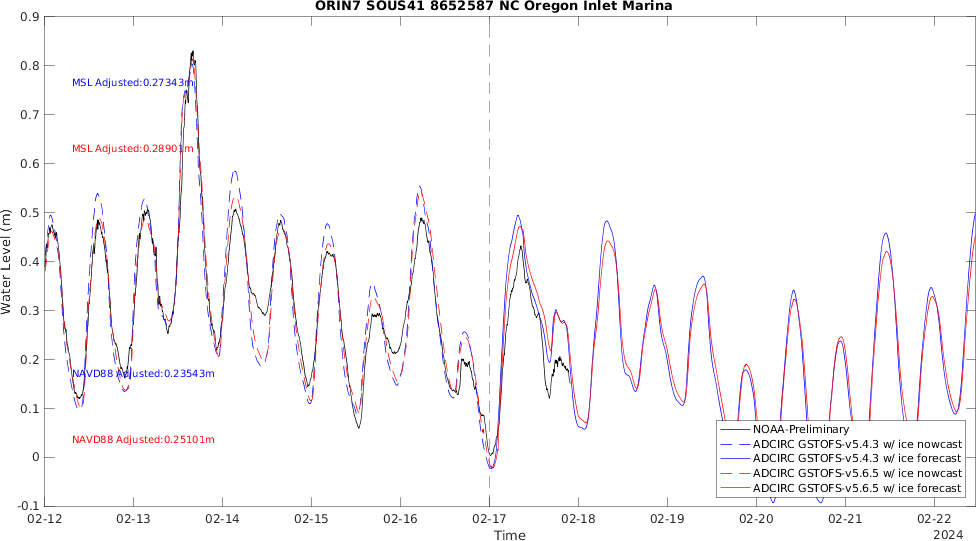 ORIN7 SOUS41 8652587 NC Oregon Inlet Marina
0.9
0.8
0.7
0.6
0.5
0.4
0.3
0.2
0.1
0
-0.1
Water Level (m)
MSL Adjusted:0.27343m
MSL Adjusted:0.28901m
NAVD88 Adjusted:0.23543m
NAVD88 Adjusted:0.25101m
NOAA-Preliminary
ADCIRC GSTOFS-v5.4.3 w/ ice nowcast
ADCIRC GSTOFS-v5.4.3 w/ ice forecast
ADCIRC GSTOFS-v5.6.5 w/ ice nowcast
ADCIRC GSTOFS-v5.6.5 w/ ice forecast
02-12 02-13 02-14 02-15 02-16 02-17 02-18 02-19 02-20 02-21 02-22
Time
2024